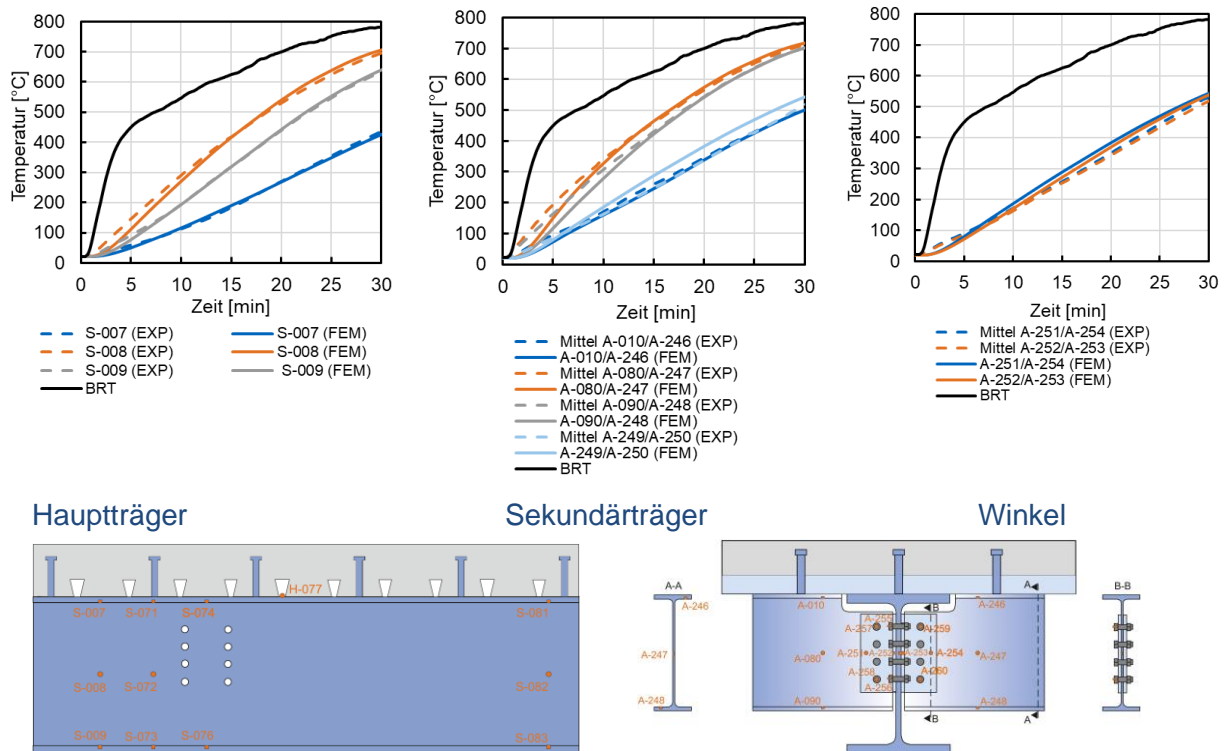 800
700
600
500
400
300
200
100
0
Temperatur [°C]
0 5 10 15 20 25 30
Zeit [min]
S-007 (EXP) S-007 (FEM)
S-008 (EXP) S-008 (FEM)
S-009 (EXP) S-009 (FEM)
BRT
800
700
600
500
400
300
200
100
0
Temperatur [°C]
0 5 10 15 20 25 30
Zeit [min]
Mittel A-010/A-246 (EXP)
A-010/A-246 (FEM)
Mittel A-080/A-247 (EXP)
A-080/A-247 (FEM)
Mittel A-090/A-248 (EXP)
A-090/A-248 (FEM)
Mittel A-249/A-250 (EXP)
A-249/A-250 (FEM)
BRT
800
700
600
500
400
300
200
100
0
Temperatur [°C]
0 5 10 15 20 25 30
Zeit [min]
Mittel A-251/A-254 (EXP)
Mittel A-252/A-253 (EXP)
A-251/A-254 (FEM)
A-252/A-253 (FEM)
BRT
Hauptträger Sekundärträger Winkel
H-077
S-007 S-071 S-074 S-081
S-008 S-072 S-082
S-009 S-073 S-076 S-083
A-A
A-246
A-247
A-248
A
A-010 B A-246
A-255
A-257 A-259
A-080 A-251 A-252 A-253 A-254 A-247
A-258 A-260
A-256
A-090 A-248
B A
B-B